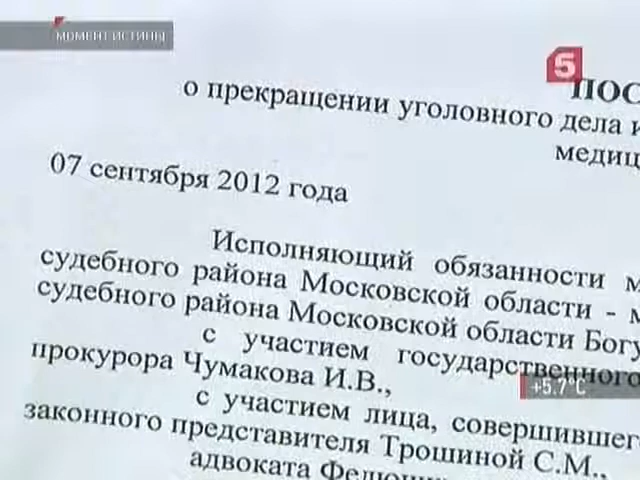 МОМЕНТ ИСТИНЫ
5
ПОС
о прекращении уголовного дела и
медиц
07 сентября 2012 года
Исполняющий обязанности м
судебного района Московской области - м
судебного района Московской области Богу
с участием государственного
прокурора Чумакова И.В.,
+5.7°C
с участием лица, совершившег
законного представителя Трошиной С.М.,
адвоката